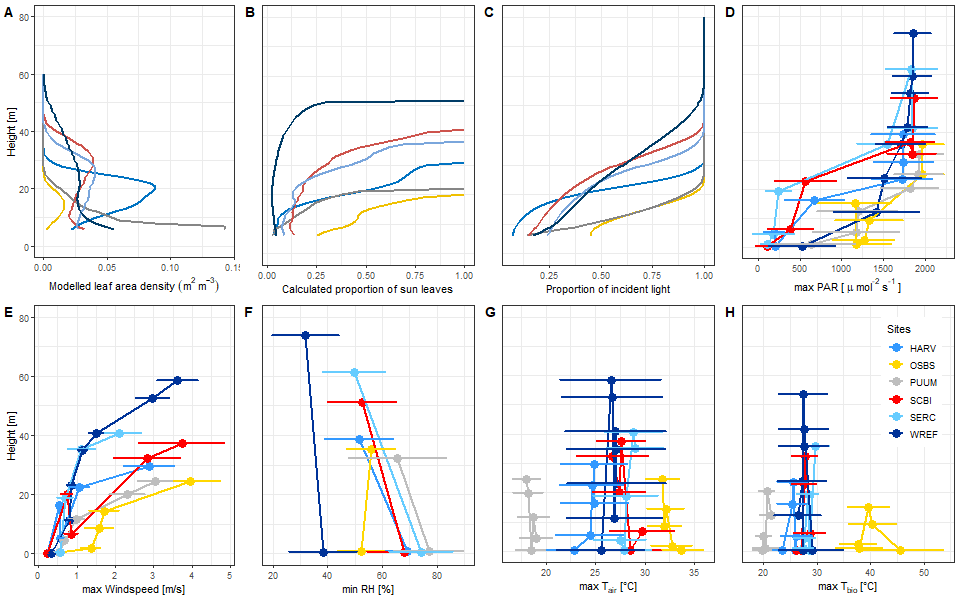 A B C D
80
60
40
20
0
Height [m]
0.00 0.05 0.10 0.15
0.00 0.25 0.50 0.75 1.00
0.25 0.50 0.75 1.00
0 500 1000 1500 2000
Modelled leaf area density (m² m⁻³)
Calculated proportion of sun leaves
Proportion of incident light
max PAR [ μ mol⁻² s⁻¹ ]
E F G H
80
60
40
20
0
Height [m]
Sites
HARV
OSBS
PUUM
SCBI
SERC
WREF
0 1 2 3 4 5
20 40 60 80
20 25 30 35
20 30 40 50
max Windspeed [m/s]
min RH [%]
max Tair [°C]
max Tbio [°C]